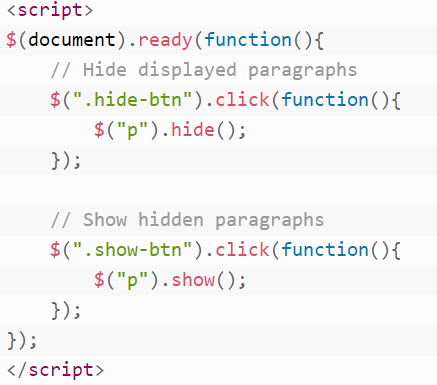 <script>
$(document).ready(function(){
    // Hide displayed paragraphs
    $(".hide-btn").click(function(){
        $("p").hide();
    });

    // Show hidden paragraphs
    $(".show-btn").click(function(){
        $("p").show();
    });
});
</script>